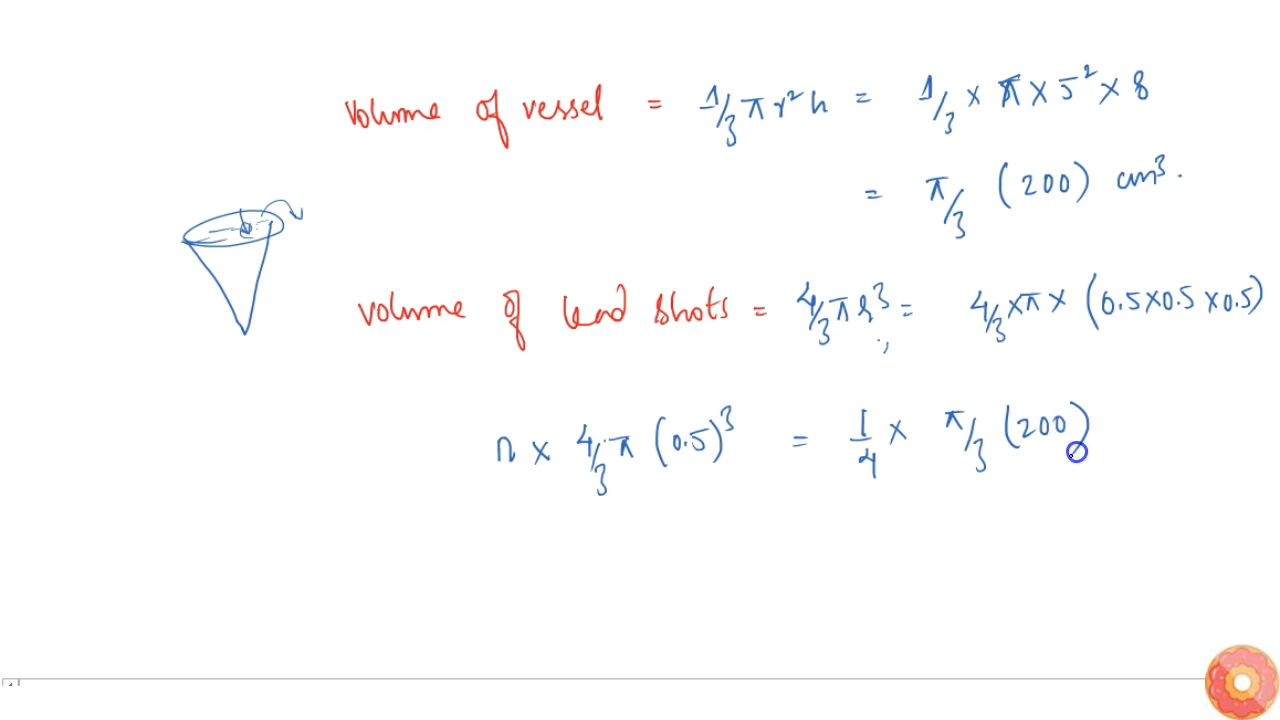 volume of vessel = 1/3 π r² h = 1/3 × π × 5² × 8
= π/3 (200) cm³.
volume of lead shots = 4/3 π r³ = 4/3 × π × (0.5 × 0.5 × 0.5)
n × 4/3 π (0.5)³ = 1/4 × π/3 (200)